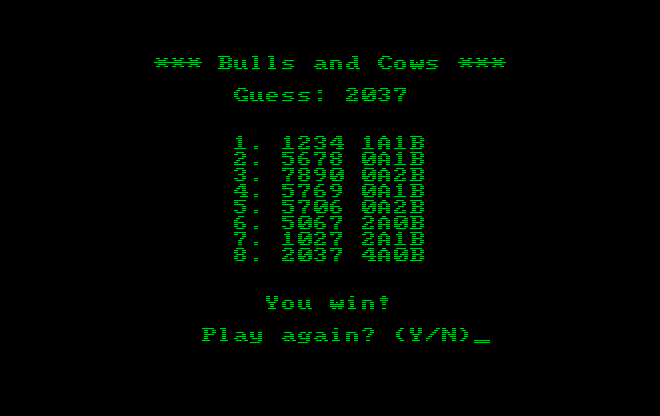 *** Bulls and Cows ***
Guess: 2037
1. 1234 1A1B
2. 5678 0A1B
3. 7890 0A2B
4. 5769 0A1B
5. 5706 0A2B
6. 5067 2A0B
7. 1027 2A1B
8. 2037 4A0B
You win!
Play again? (Y/N)_